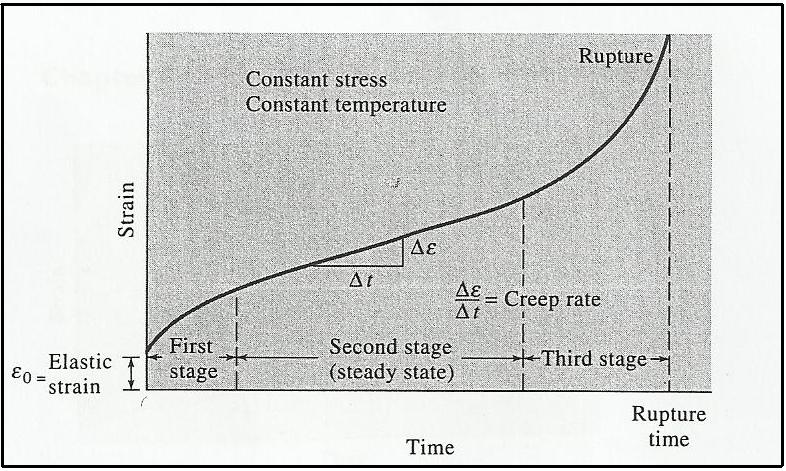 Rupture
Constant stress
Constant temperature
Strain
Δε
Δt
Δε/Δt = Creep rate
First stage
Second stage
(steady state)
Third stage
ε0 = Elastic strain
Rupture
time
Time